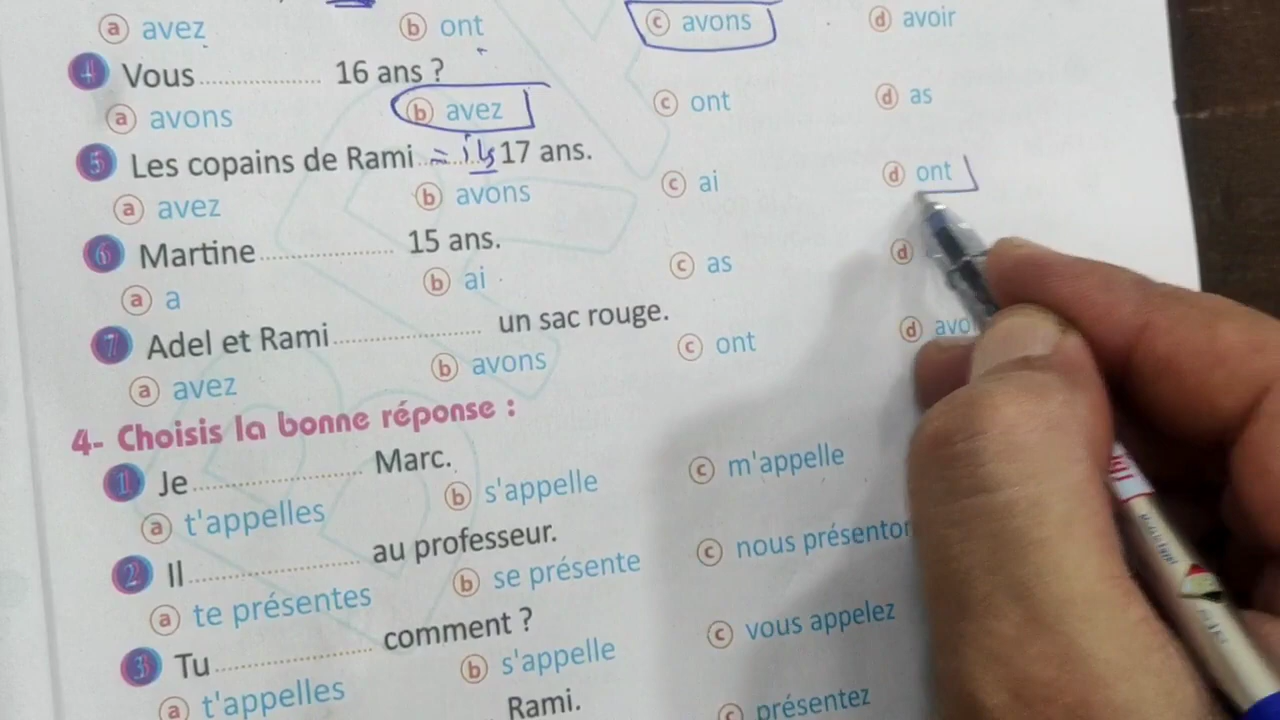 a avez b ont c avons d avoir
4 Vous.................... 16 ans ?
a avons b avez c ont d as
5 Les copains de Rami = ils 17 ans.
a avez b avons c ai d ont
6 Martine.................... 15 ans.
a a b ai c as d
7 Adel et Rami.................... un sac rouge.
a avez b avons c ont d
4- Choisis la bonne réponse :
1 Je.................... Marc.
a t'appelles b s'appelle c m'appelle
2 Il.................... au professeur.
a te présentes b se présente c nous
3 Tu.................... comment ?
a t'appelles b s'appelle c vous appelez
Rami.
c présentez